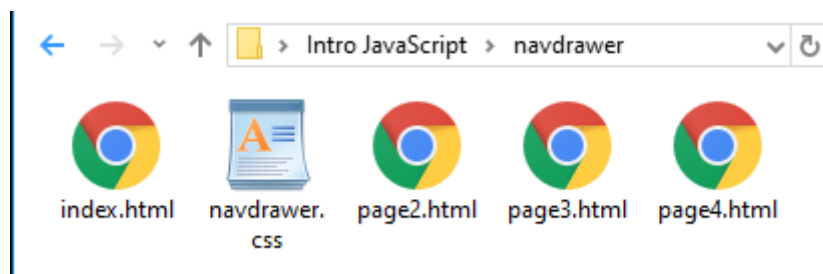 Intro JavaScript navdrawer
A
index.html navdrawer. page2.html page3.html page4.html
css